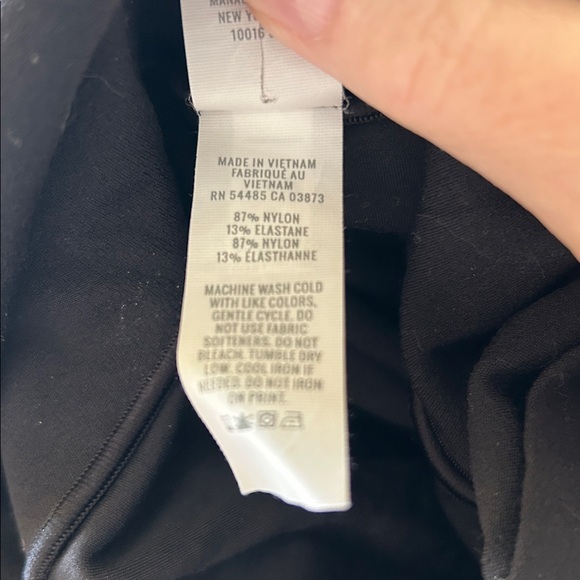 NEW
10016
MADE IN VIETNAM
FABRIQUÉ AU
VIETNAM
RN 54485 CA 03873
87% NYLON
13% ELASTANE
87% NYLON
13% ÉLASTHANNE
MACHINE WASH COLD
WITH LIKE COLORS,
GENTLE CYCLE. DO
NOT USE FABRIC
SOFTENERS. DO NOT
BLEACH. TUMBLE DRY
LOW. COOL IRON IF
NEEDED. DO NOT IRON
ON PRINT.